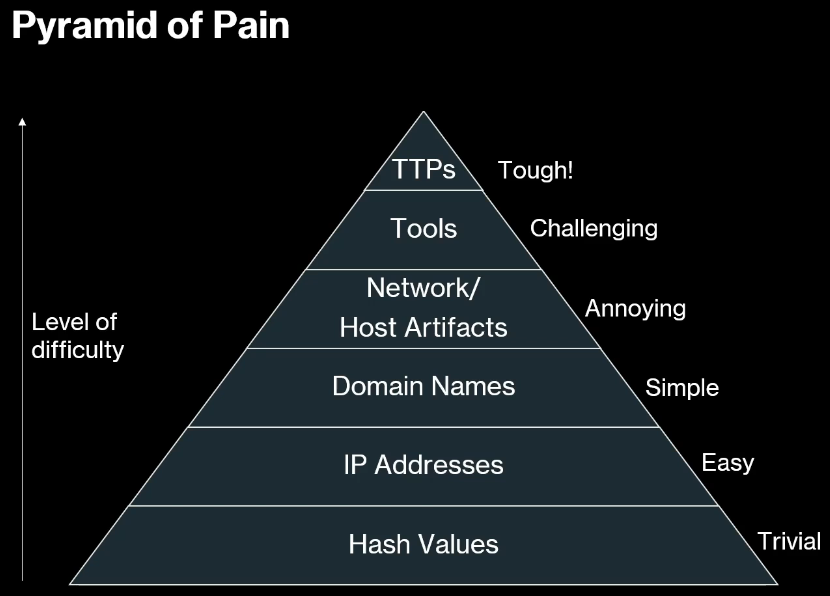 Pyramid of Pain
TTPs
Tough!
Tools
Challenging
Network/
Host Artifacts
Annoying
Level of
difficulty
Domain Names
Simple
IP Addresses
Easy
Hash Values
Trivial